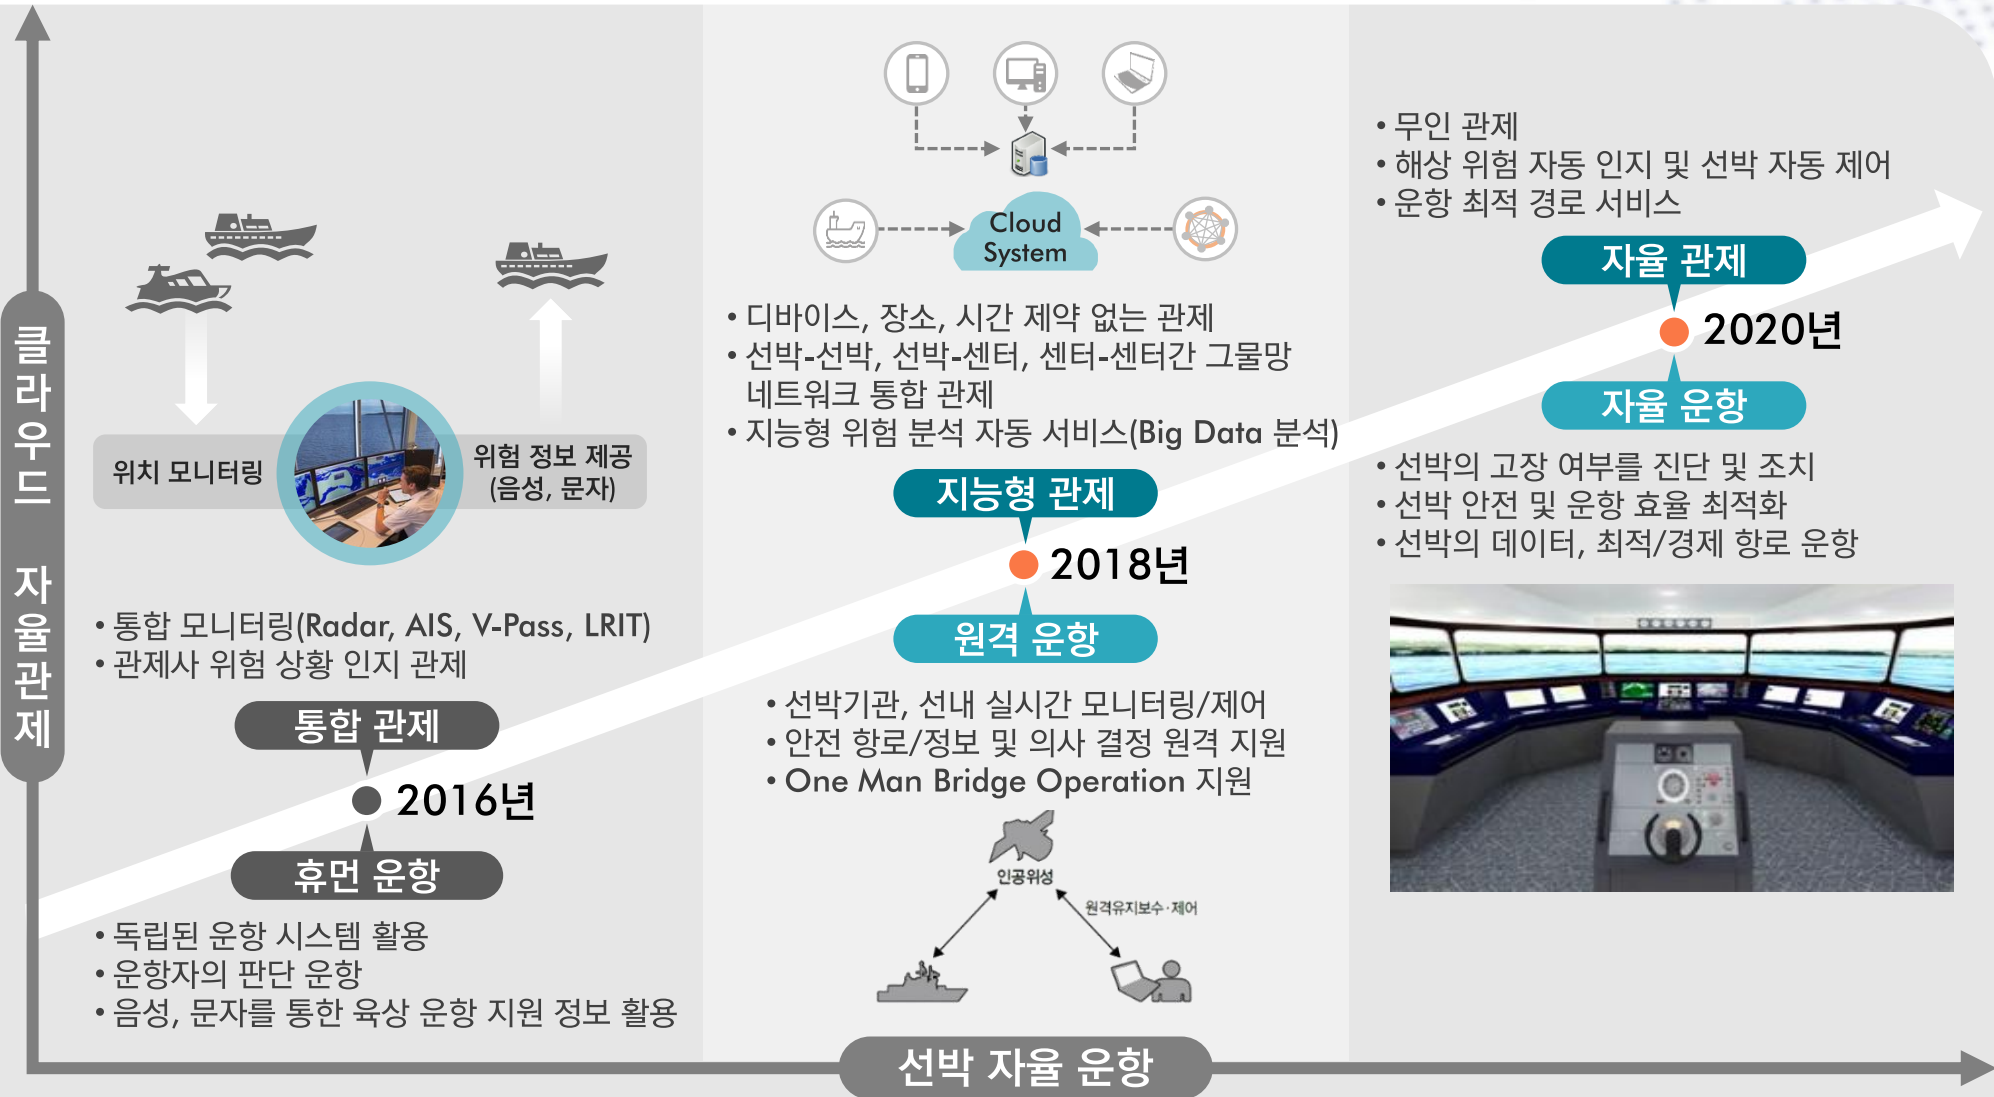 클라우드 자율관제
위치 모니터링
위험 정보 제공
(음성, 문자)
• 통합 모니터링(Radar, AIS, V-Pass, LRIT)
• 관제사 위험 상황 인지 관제
통합 관제
2016년
휴먼 운항
• 독립된 운항 시스템 활용
• 운항자의 판단 운항
• 음성, 문자를 통한 육상 운항 지원 정보 활용
Cloud
System
• 디바이스, 장소, 시간 제약 없는 관제
• 선박-선박, 선박-센터, 센터-센터간 그물망
네트워크 통합 관제
• 지능형 위험 분석 자동 서비스(Big Data 분석)
지능형 관제
2018년
원격 운항
• 선박기관, 선내 실시간 모니터링/제어
• 안전 항로/정보 및 의사 결정 원격 지원
• One Man Bridge Operation 지원
인공위성
원격유지보수·제어
• 무인 관제
• 해상 위험 자동 인지 및 선박 자동 제어
• 운항 최적 경로 서비스
자율 관제
2020년
자율 운항
• 선박의 고장 여부를 진단 및 조치
• 선박 안전 및 운항 효율 최적화
• 선박의 데이터, 최적/경제 항로 운항
선박 자율 운항